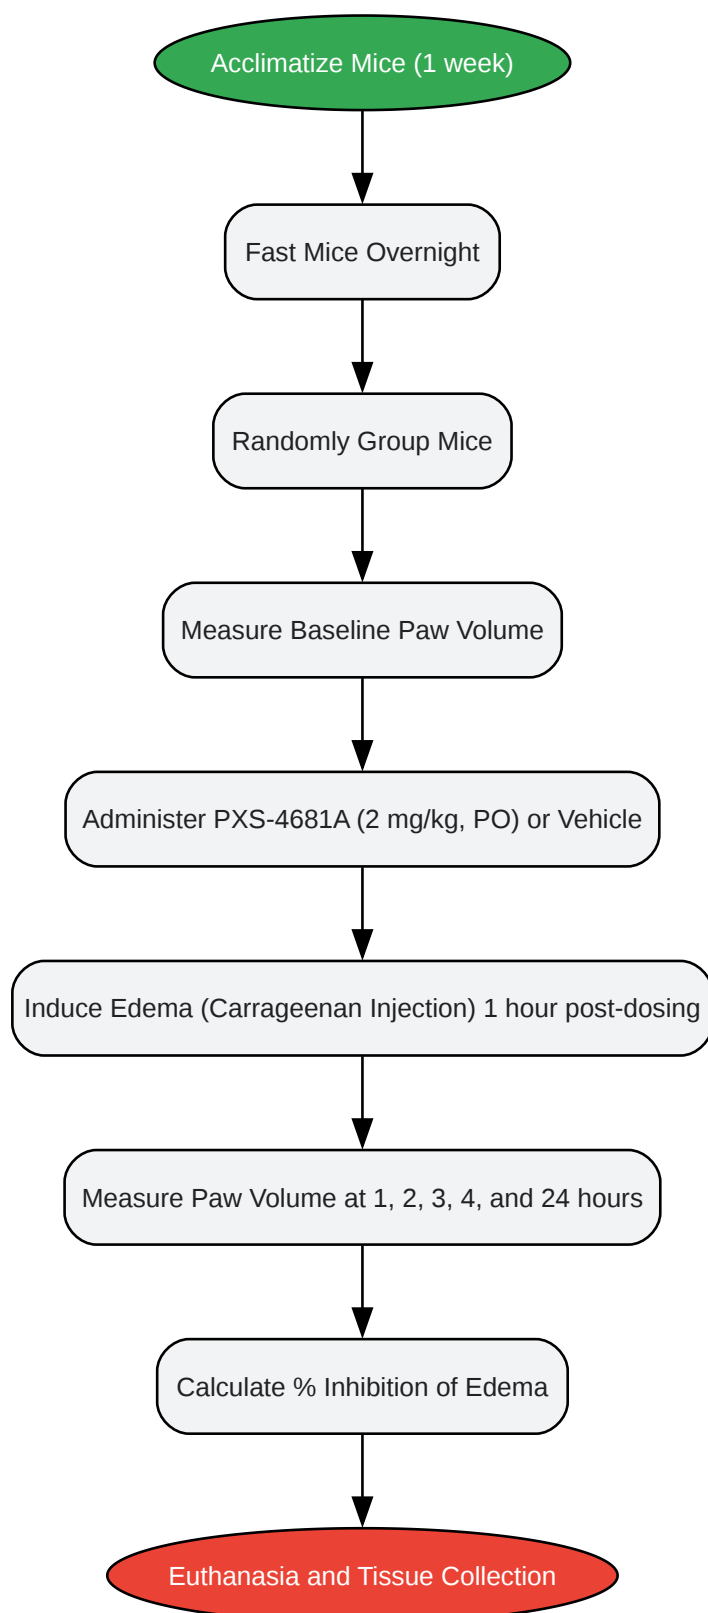 Acclimatize Mice (1 week)
Fast Mice Overnight
Randomly Group Mice
Measure Baseline Paw Volume
Administer PXS-4681A (2 mg/kg, PO) or Vehicle
Induce Edema (Carrageenan Injection) 1 hour post-dosing
Measure Paw Volume at 1, 2, 3, 4, and 24 hours
Calculate % Inhibition of Edema
Euthanasia and Tissue Collection